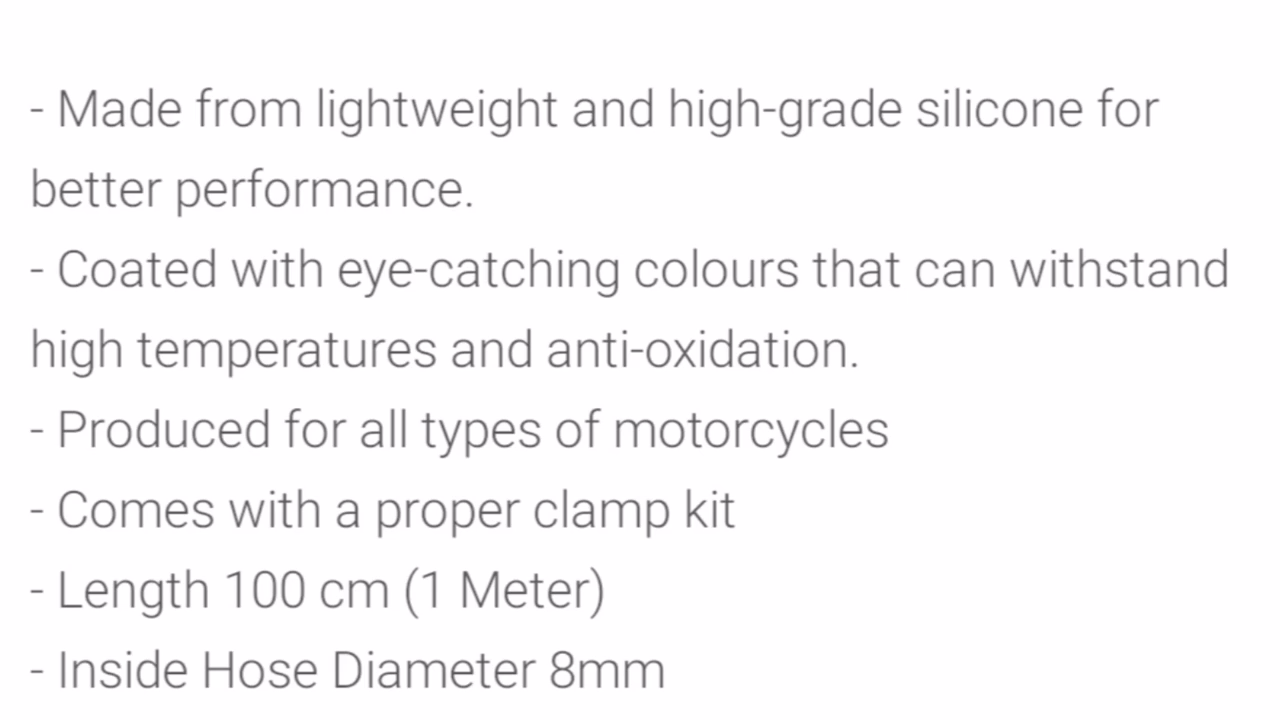 - Made from lightweight and high-grade silicone for
better performance.
- Coated with eye-catching colours that can withstand
high temperatures and anti-oxidation.
- Produced for all types of motorcycles
- Comes with a proper clamp kit
- Length 100 cm (1 Meter)
- Inside Hose Diameter 8mm